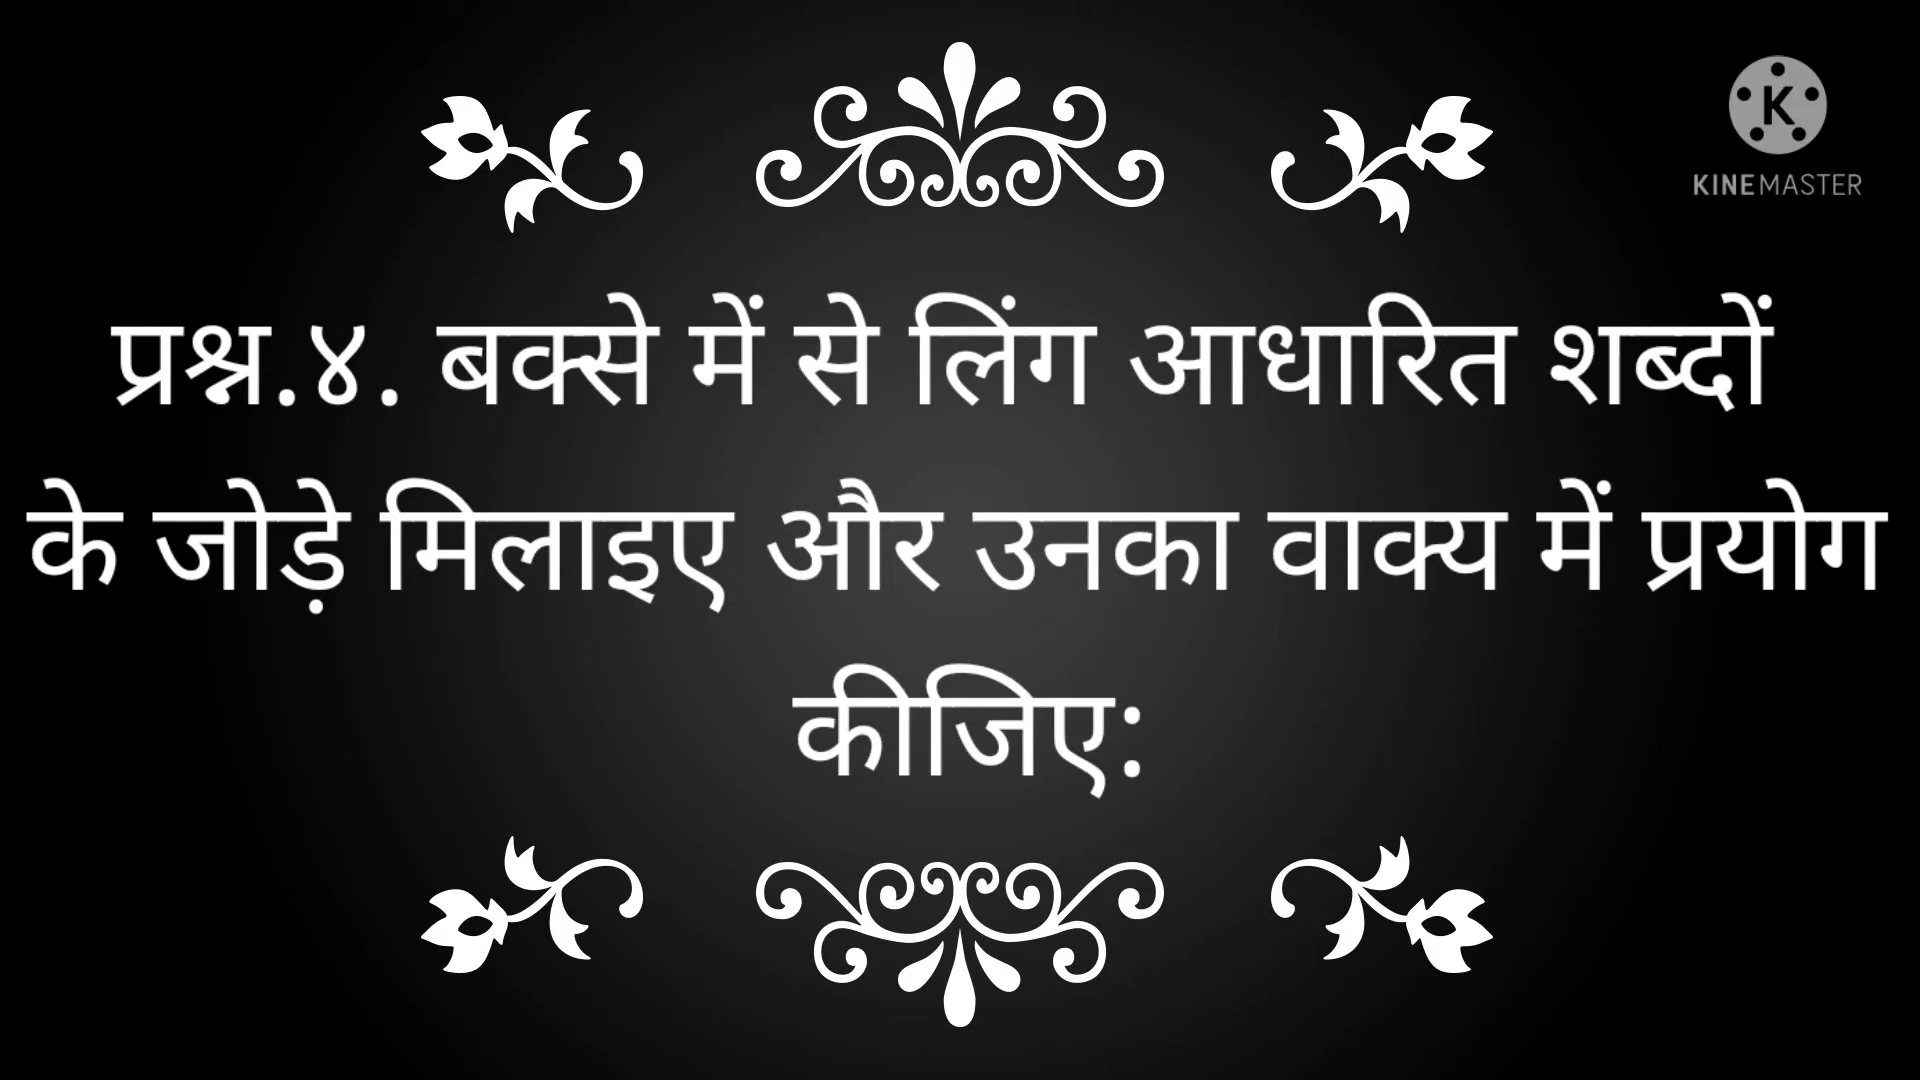 KINEMASTER
प्रश्न.४. बक्से में से लिंग आधारित शब्दों
के जोड़े मिलाइए और उनका वाक्य में प्रयोग
कीजिए: